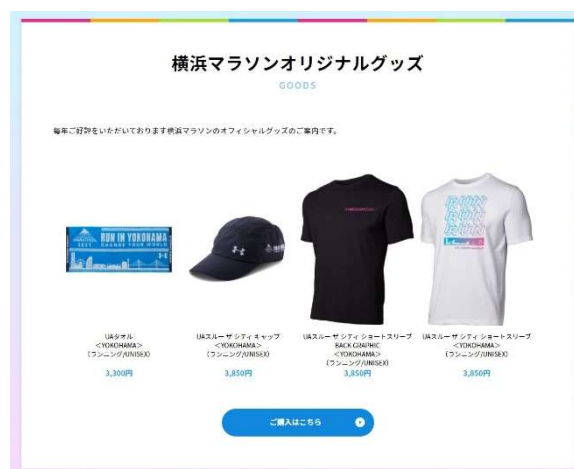 横浜マラソンオリジナルグッズ
GOODS
毎年ご好評をいただいております横浜マラソンのオフィシャルグッズのご案内です。
2021
RUN IN YOKOHAMA
CHANGE YOUR WORLD
UAタオル
<YOKOHAMA>
(ランニング/UNISEX)
3,300円
UAスルー ザ シティ キャップ
<YOKOHAMA>
(ランニング/UNISEX)
3,850円
UAスルー ザ シティ ショートスリーブ
BACK GRAPHIC
<YOKOHAMA>
(ランニング/UNISEX)
3,850円
UAスルー ザ シティ ショートスリーブ
<YOKOHAMA>
(ランニング/UNISEX)
3,850円
ご購入はこちら